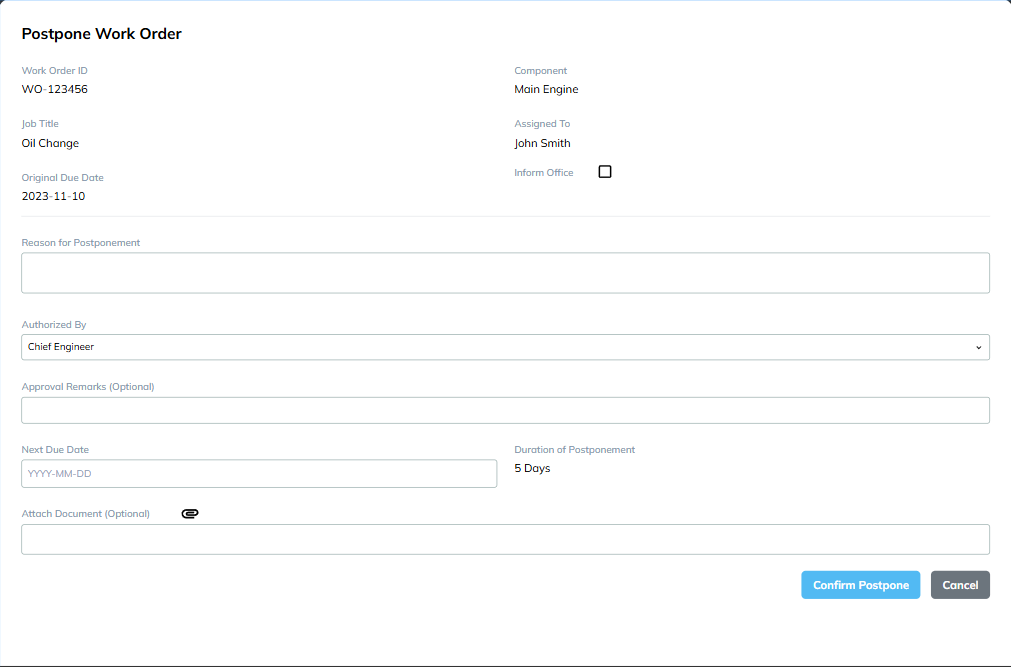 Postpone Work Order
Work Order ID
Component
WO-123456
Main Engine
Job Title
Assigned To
Oil Change
John Smith
Original Due Date
Inform Office
2023-11-10
Reason for Postponement
Authorized By
Chief Engineer
Approval Remarks (Optional)
Next Due Date
Duration of Postponement
YYYY-MM-DD
5 Days
Attach Document (Optional)
Confirm Postpone
Cancel